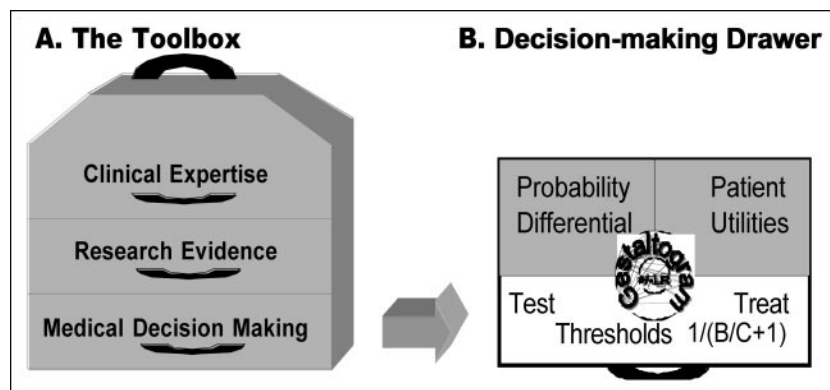 A. The Toolbox
Clinical Expertise
Research Evidence
Medical Decision Making
B. Decision-making Drawer
Probability Patient
Differential Utilities
Gestaltogram
+/-LR
Test Treat
Thresholds 1/(B/C+1)